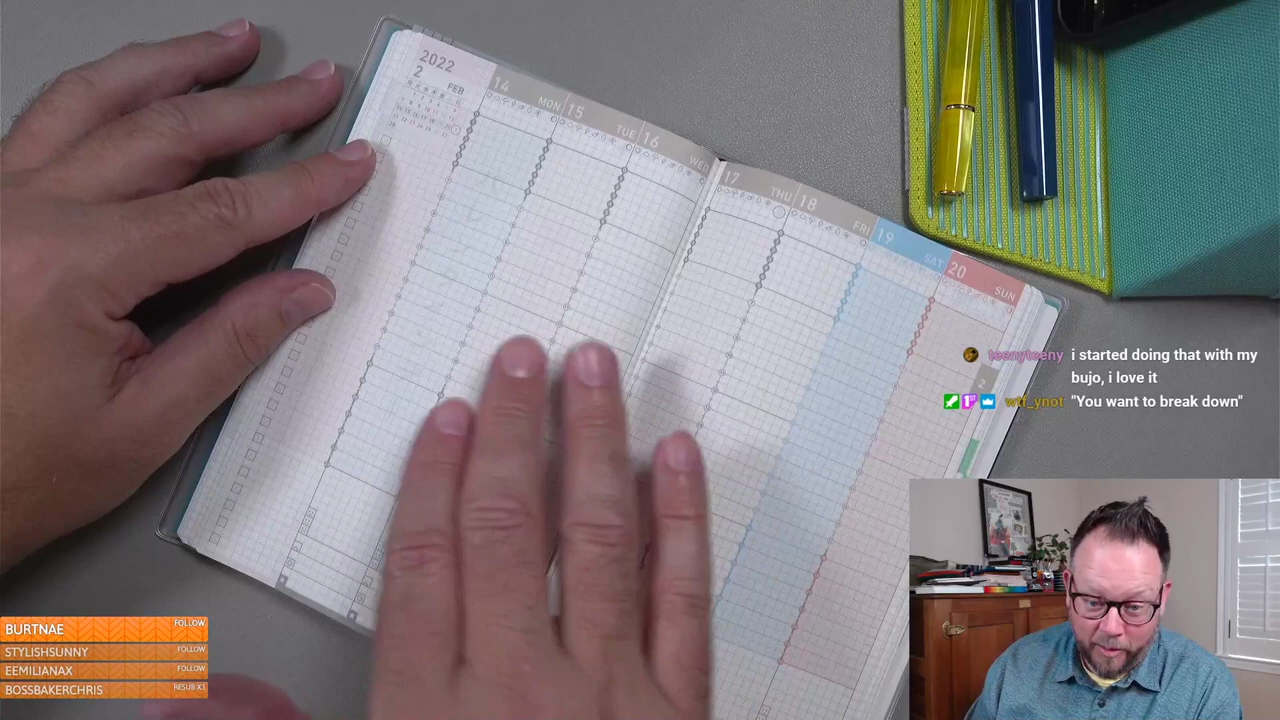 2022
2
FEB
14
MON
15
TUE
16
WED
17
THU
18
FRI
19
SAT
20
SUN
2
teenyteeny i started doing that with my
bujo, i love it
wtf_ynot "You want to break down"
BURTNAE FOLLOW
STYLISHSUNNY FOLLOW
EEMILIANAX FOLLOW
BOSSBAKERCHRIS RESUB X3